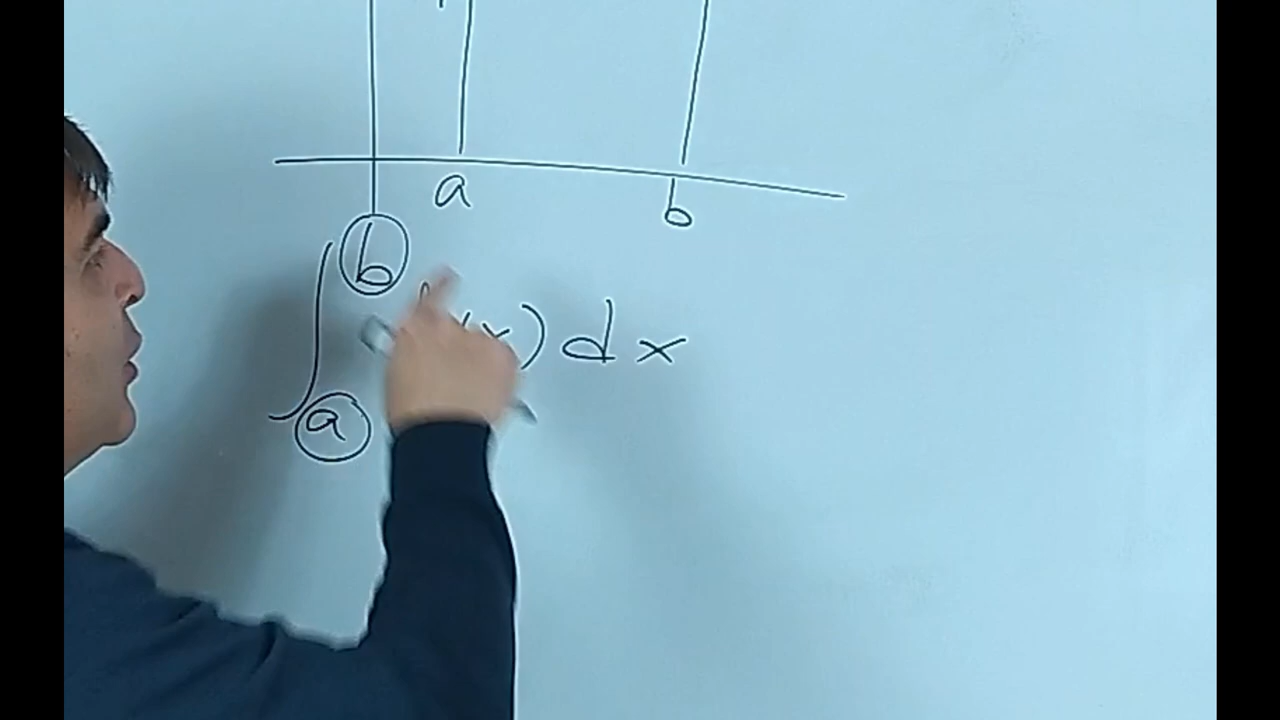 a b
∫ b a (x) dx